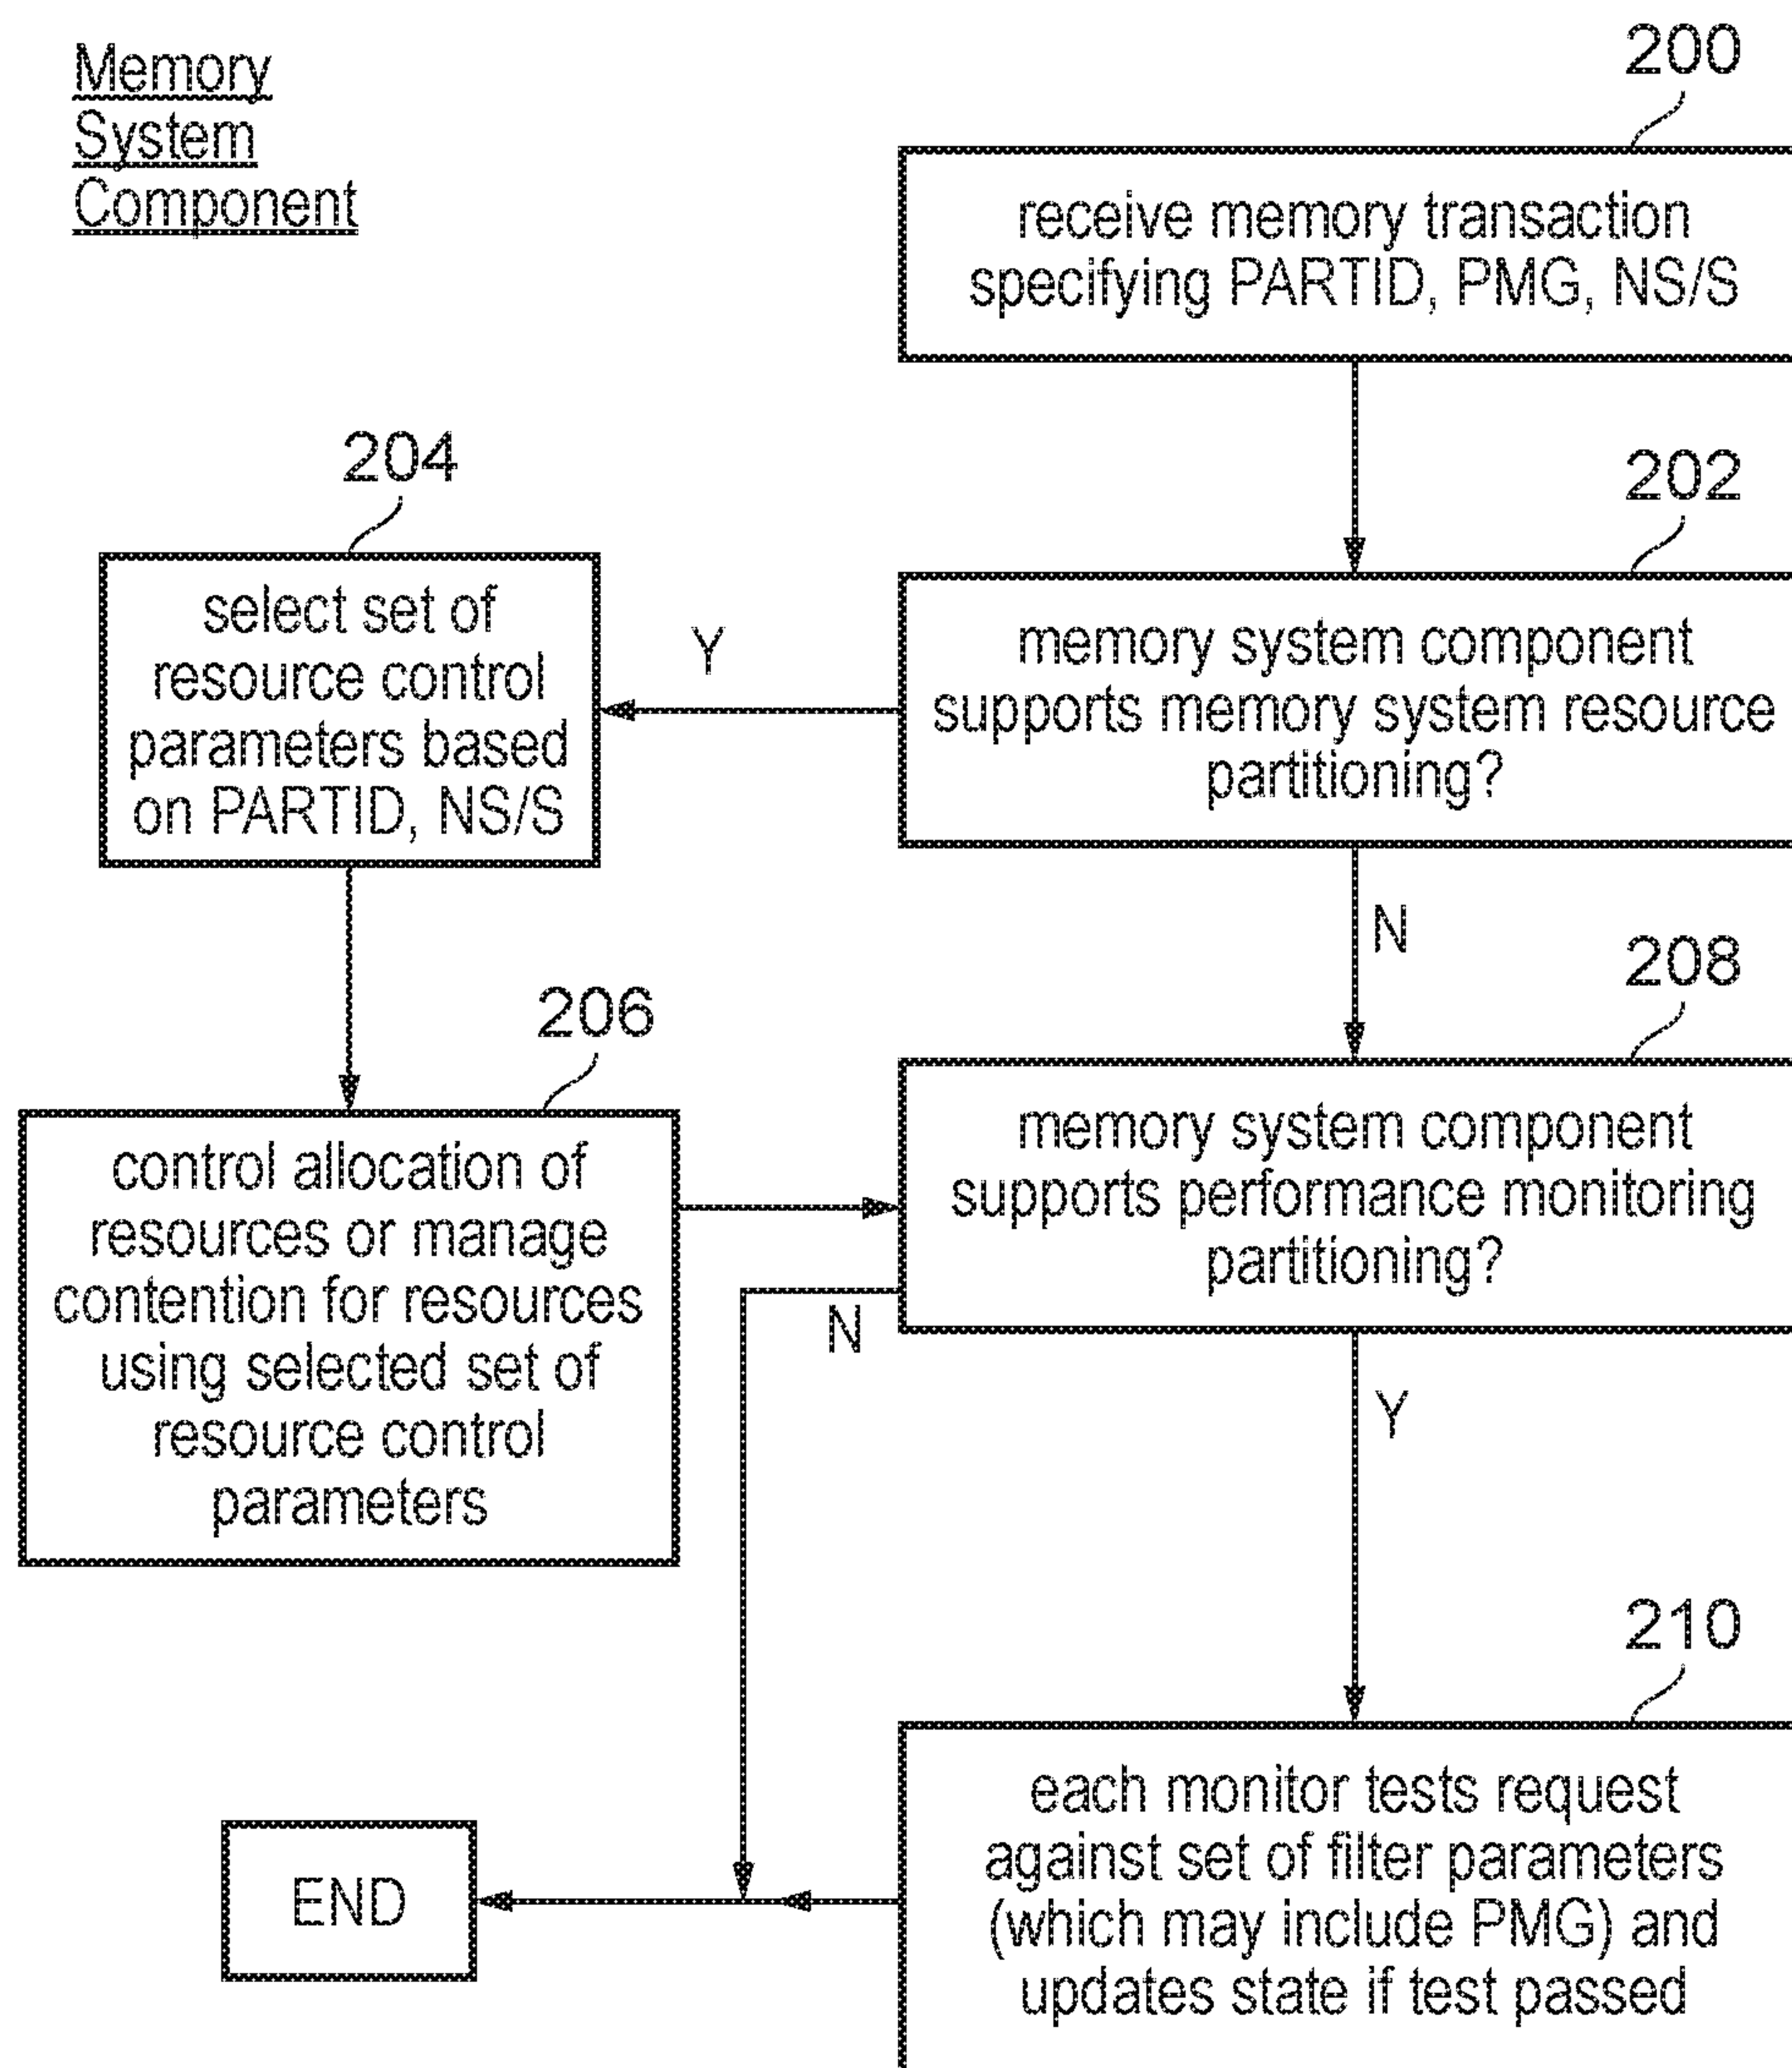 Memory
System
Component
200
receive memory transaction
specifying PARTID, PMG, NS/S
202
memory system component
supports memory system resource
partitioning?
Y
N
204
select set of
resource control
parameters based
on PARTID, NS/S
206
control allocation of
resources or manage
contention for resources
using selected set of
resource control
parameters
208
memory system component
supports performance monitoring
partitioning?
N
Y
210
each monitor tests request
against set of filter parameters
(which may include PMG) and
updates state if test passed
END